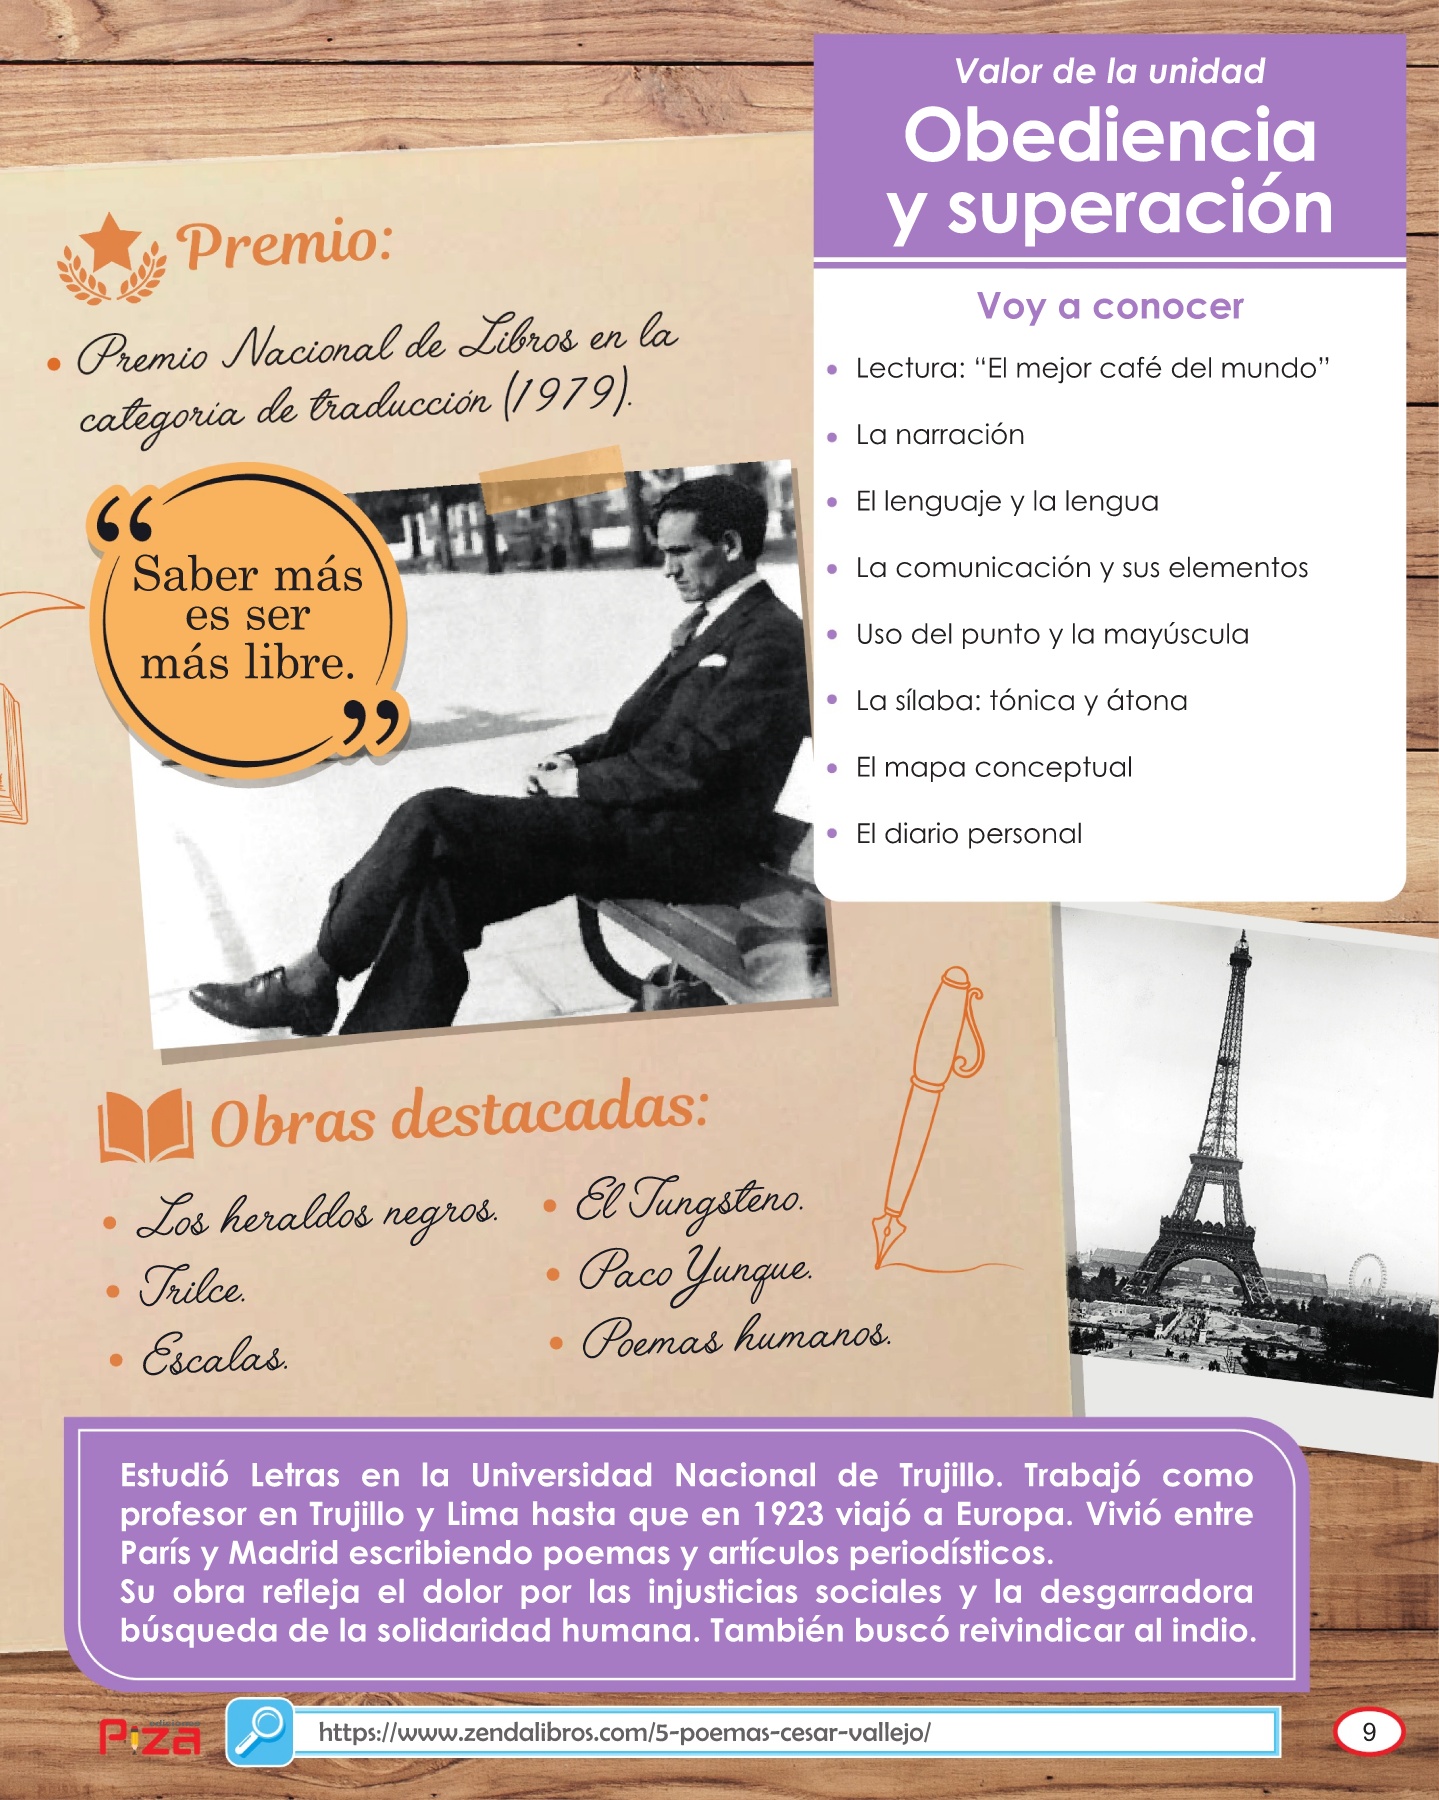 Valor de la unidad
Obediencia
y superación
Voy a conocer
• Lectura: “El mejor café del mundo”
• La narración
• El lenguaje y la lengua
• La comunicación y sus elementos
• Uso del punto y la mayúscula
• La sílaba: tónica y átona
• El mapa conceptual
• El diario personal
Premio:
• Premio Nacional de Libros en la
categoría de traducción (1979).
“Saber más
es ser
más libre.”
Obras destacadas:
• Los heraldos negros.
• Trilce.
• Escalas.
• El Tungsteno.
• Paco Yunque.
• Poemas humanos.
Estudió Letras en la Universidad Nacional de Trujillo. Trabajó como
profesor en Trujillo y Lima hasta que en 1923 viajó a Europa. Vivió entre
París y Madrid escribiendo poemas y artículos periodísticos.
Su obra refleja el dolor por las injusticias sociales y la desgarradora
búsqueda de la solidaridad humana. También buscó reivindicar al indio.
Piza
https://www.zendalibros.com/5-poemas-cesar-vallejo/
9